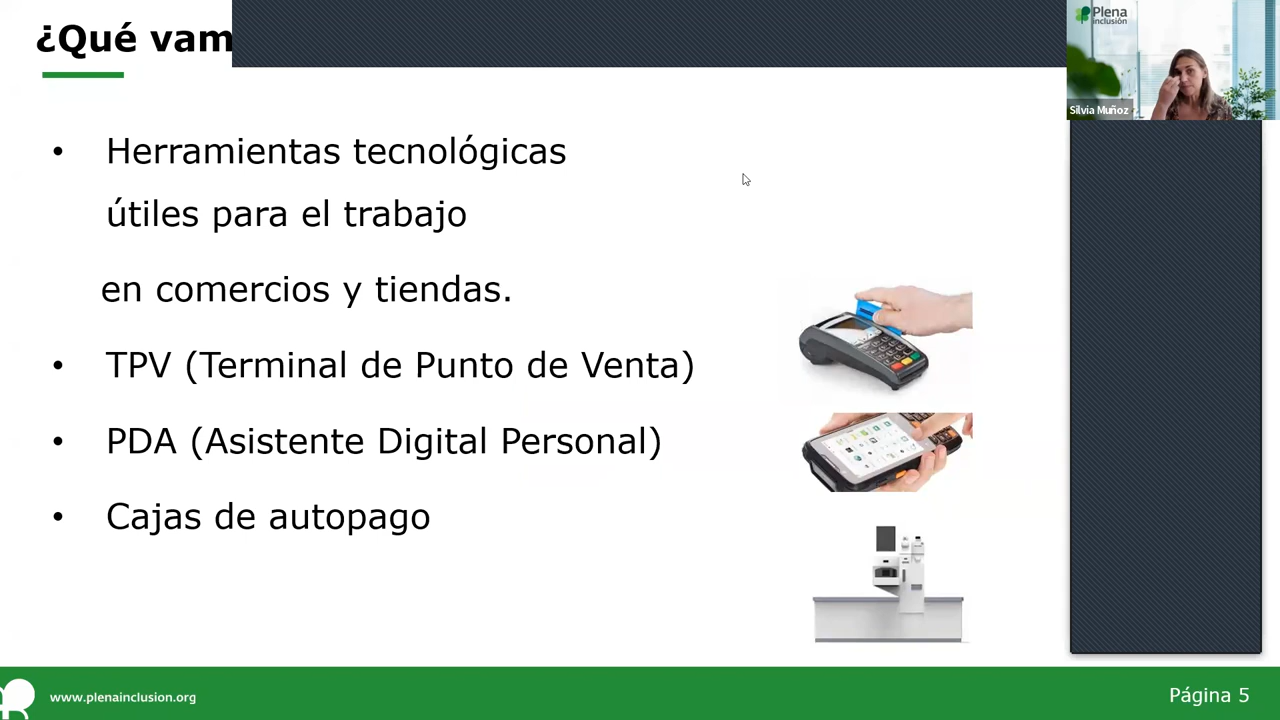 ¿Qué vam
Plena
inclusión
Silvia Muñoz
• Herramientas tecnológicas
útiles para el trabajo
en comercios y tiendas.
• TPV (Terminal de Punto de Venta)
• PDA (Asistente Digital Personal)
• Cajas de autopago
www.plenainclusion.org
Página 5